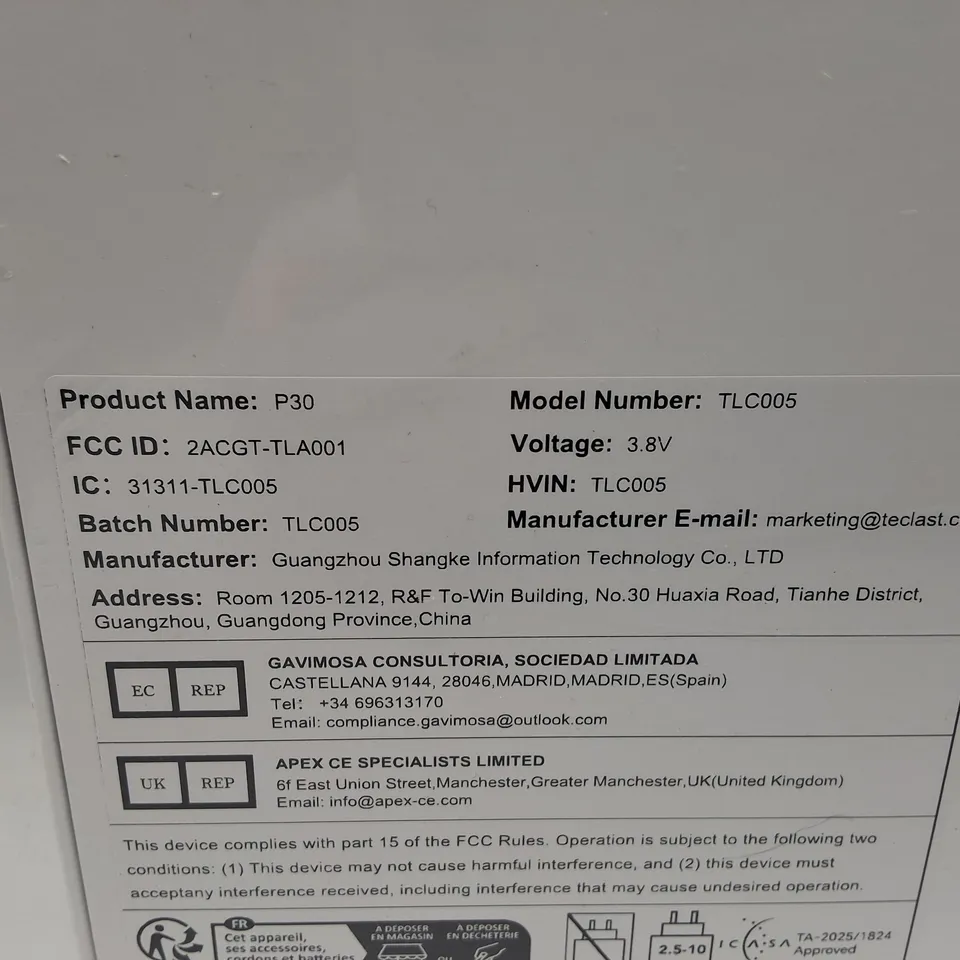 Product Name: P30
Model Number: TLC005
FCC ID: 2ACGT-TLA001
Voltage: 3.8V
IC: 31311-TLC005
HVIN: TLC005
Batch Number: TLC005
Manufacturer E-mail: marketing@teclast.c
Manufacturer: Guangzhou Shangke Information Technology Co., LTD
Address: Room 1205-1212, R&F To-Win Building, No.30 Huaxia Road, Tianhe District,
Guangzhou, Guangdong Province,China
EC REP
GAVIMOSA CONSULTORIA, SOCIEDAD LIMITADA
CASTELLANA 9144, 28046,MADRID,MADRID,ES(Spain)
Tel: +34 696313170
Email: compliance.gavimosa@outlook.com
UK REP
APEX CE SPECIALISTS LIMITED
6f East Union Street,Manchester,Greater Manchester,UK(United Kingdom)
Email: info@apex-ce.com
This device complies with part 15 of the FCC Rules. Operation is subject to the following two
conditions: (1) This device may not cause harmful interference, and (2) this device must
acceptany interference received, including interference that may cause undesired operation.
FR
Cet appareil,
ses accessoires,
cordons et batteries
À DÉPOSER
EN MAGASIN
OU
À DÉPOSER
EN DÉCHÈTERIE
2.5-10
ICASA
TA-2025/1824
Approved